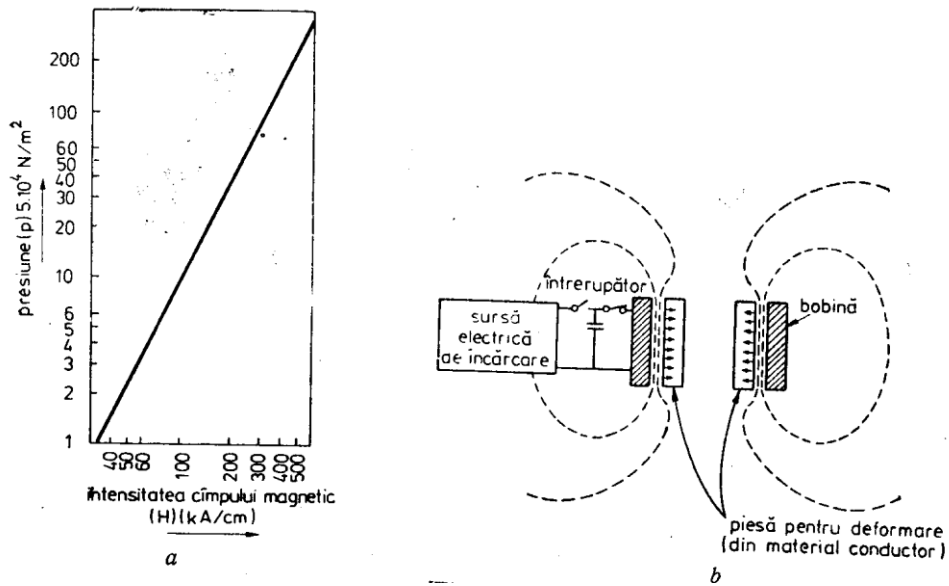 200
100
60
50
40
30
20
10
6
5
4
3
2
1
presiune(p)5.10⁴ N/m²
40
50
60
100
200
300
400
500
intensitatea cîmpului magnetic
(H)(kA/cm)
a
întrerupător
sursă
electrică
de încărcare
bobină
piesă pentru deformare
(din material conductor)
b